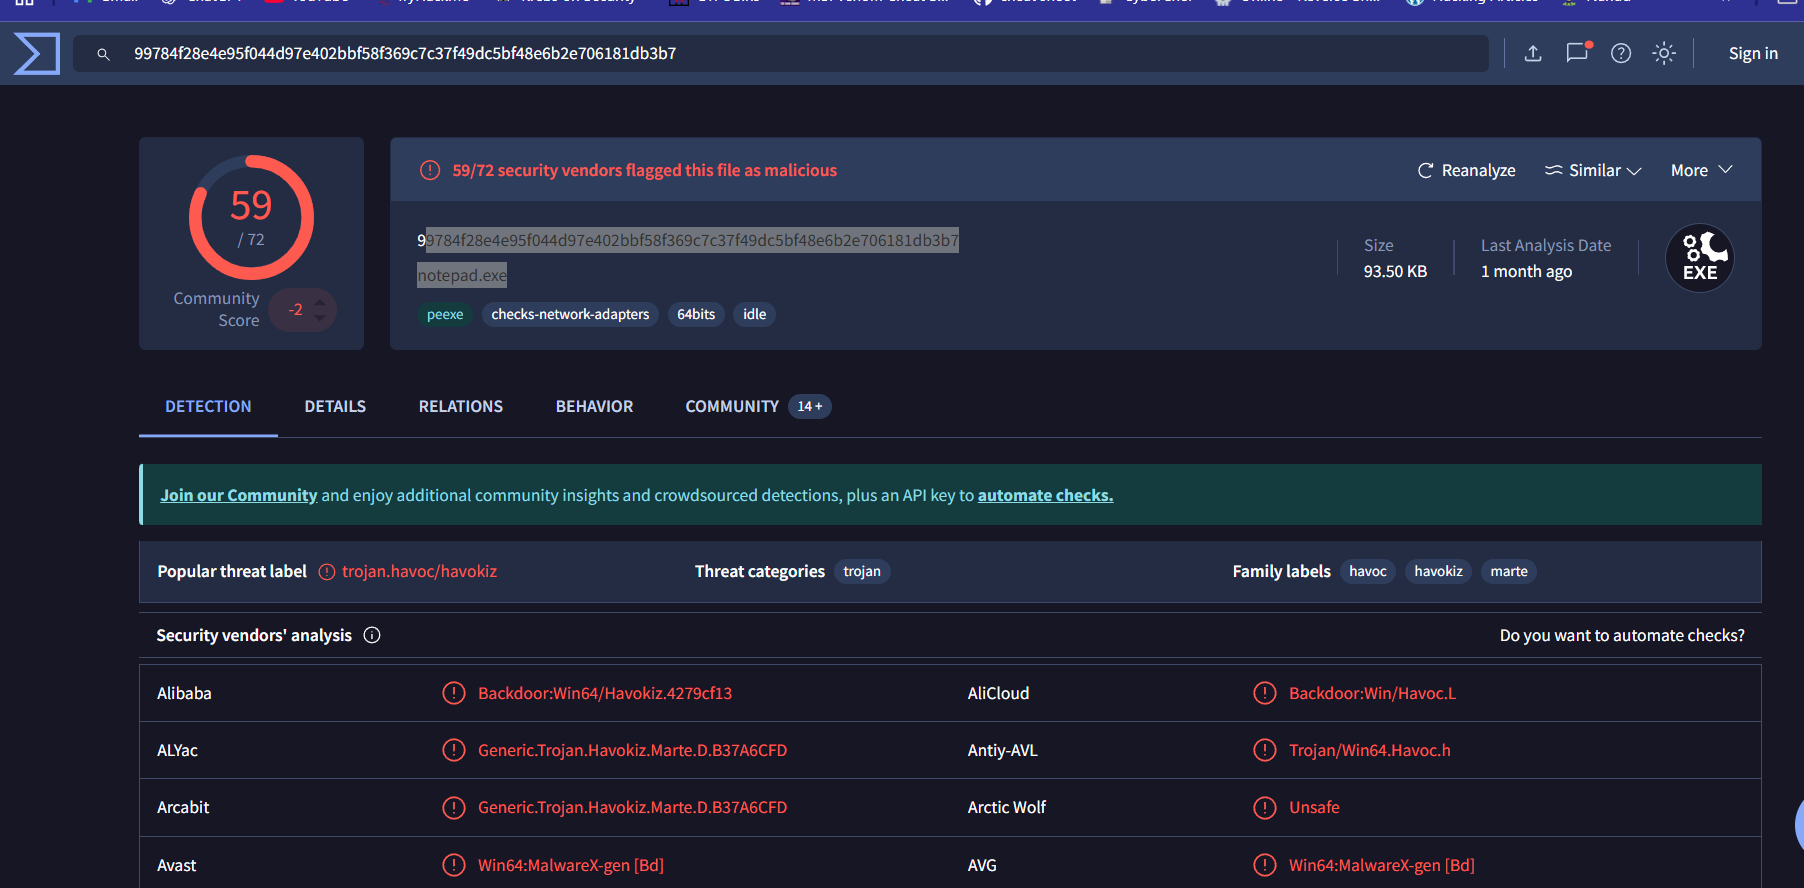 99784f28e4e95f044d97e402bbf58f369c7c37f49dc5bf48e6b2e706181db3b7
Sign in
59
/ 72
Community
Score
-2
59/72 security vendors flagged this file as malicious
Reanalyze
Similar
More
99784f28e4e95f044d97e402bbf58f369c7c37f49dc5bf48e6b2e706181db3b7
notepad.exe
peexe checks-network-adapters 64bits idle
Size
93.50 KB
Last Analysis Date
1 month ago
EXE
DETECTION DETAILS RELATIONS BEHAVIOR COMMUNITY 14 +
Join our Community and enjoy additional community insights and crowdsourced detections, plus an API key to automate checks.
Popular threat label trojan.havoc/havokiz Threat categories trojan Family labels havoc havokiz marte
Security vendors' analysis Do you want to automate checks?
Alibaba Backdoor:Win64/Havokiz.4279cf13 AliCloud Backdoor:Win/Havoc.L
ALYac Generic.Trojan.Havokiz.Marte.D.B37A6CFD Antiy-AVL Trojan/Win64.Havoc.h
Arcabit Generic.Trojan.Havokiz.Marte.D.B37A6CFD Arctic Wolf Unsafe
Avast Win64:MalwareX-gen [Bd] AVG Win64:MalwareX-gen [Bd]